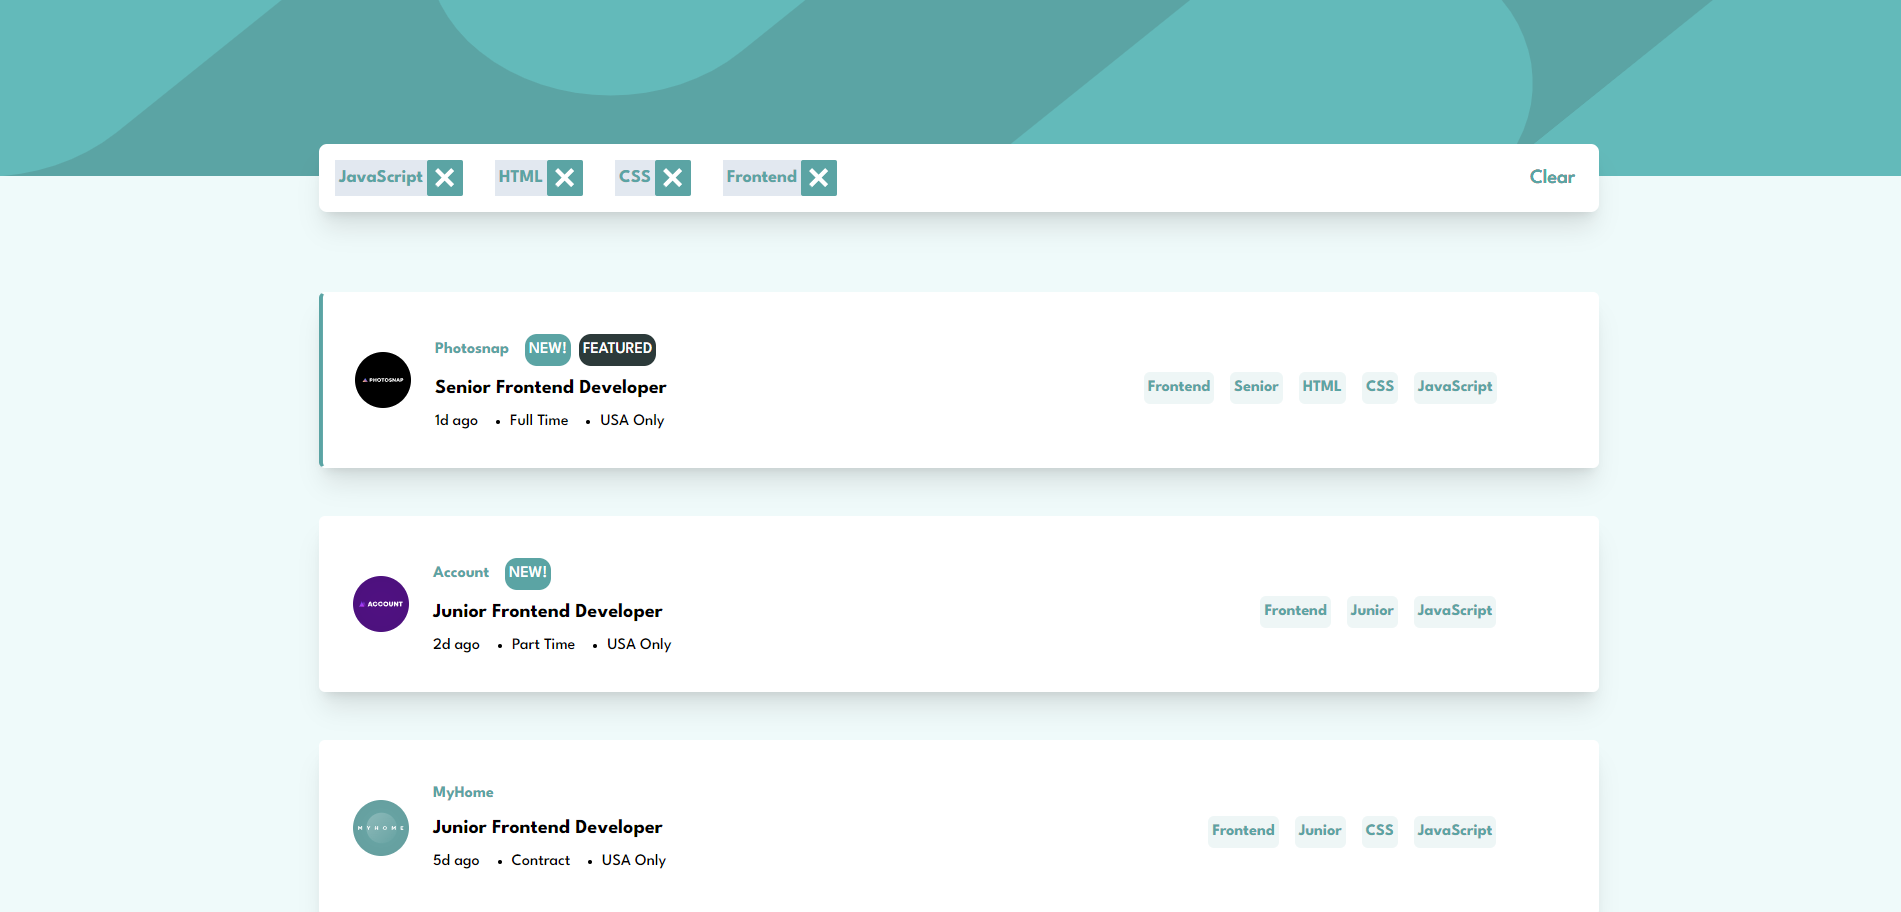 JavaScript HTML CSS Frontend Clear
PHOTOSNAP
Photosnap NEW! FEATURED
Senior Frontend Developer
1d ago • Full Time • USA Only
Frontend Senior HTML CSS JavaScript
ACCOUNT
Account NEW!
Junior Frontend Developer
2d ago • Part Time • USA Only
Frontend Junior JavaScript
MYHOME
MyHome
Junior Frontend Developer
5d ago • Contract • USA Only
Frontend Junior CSS JavaScript